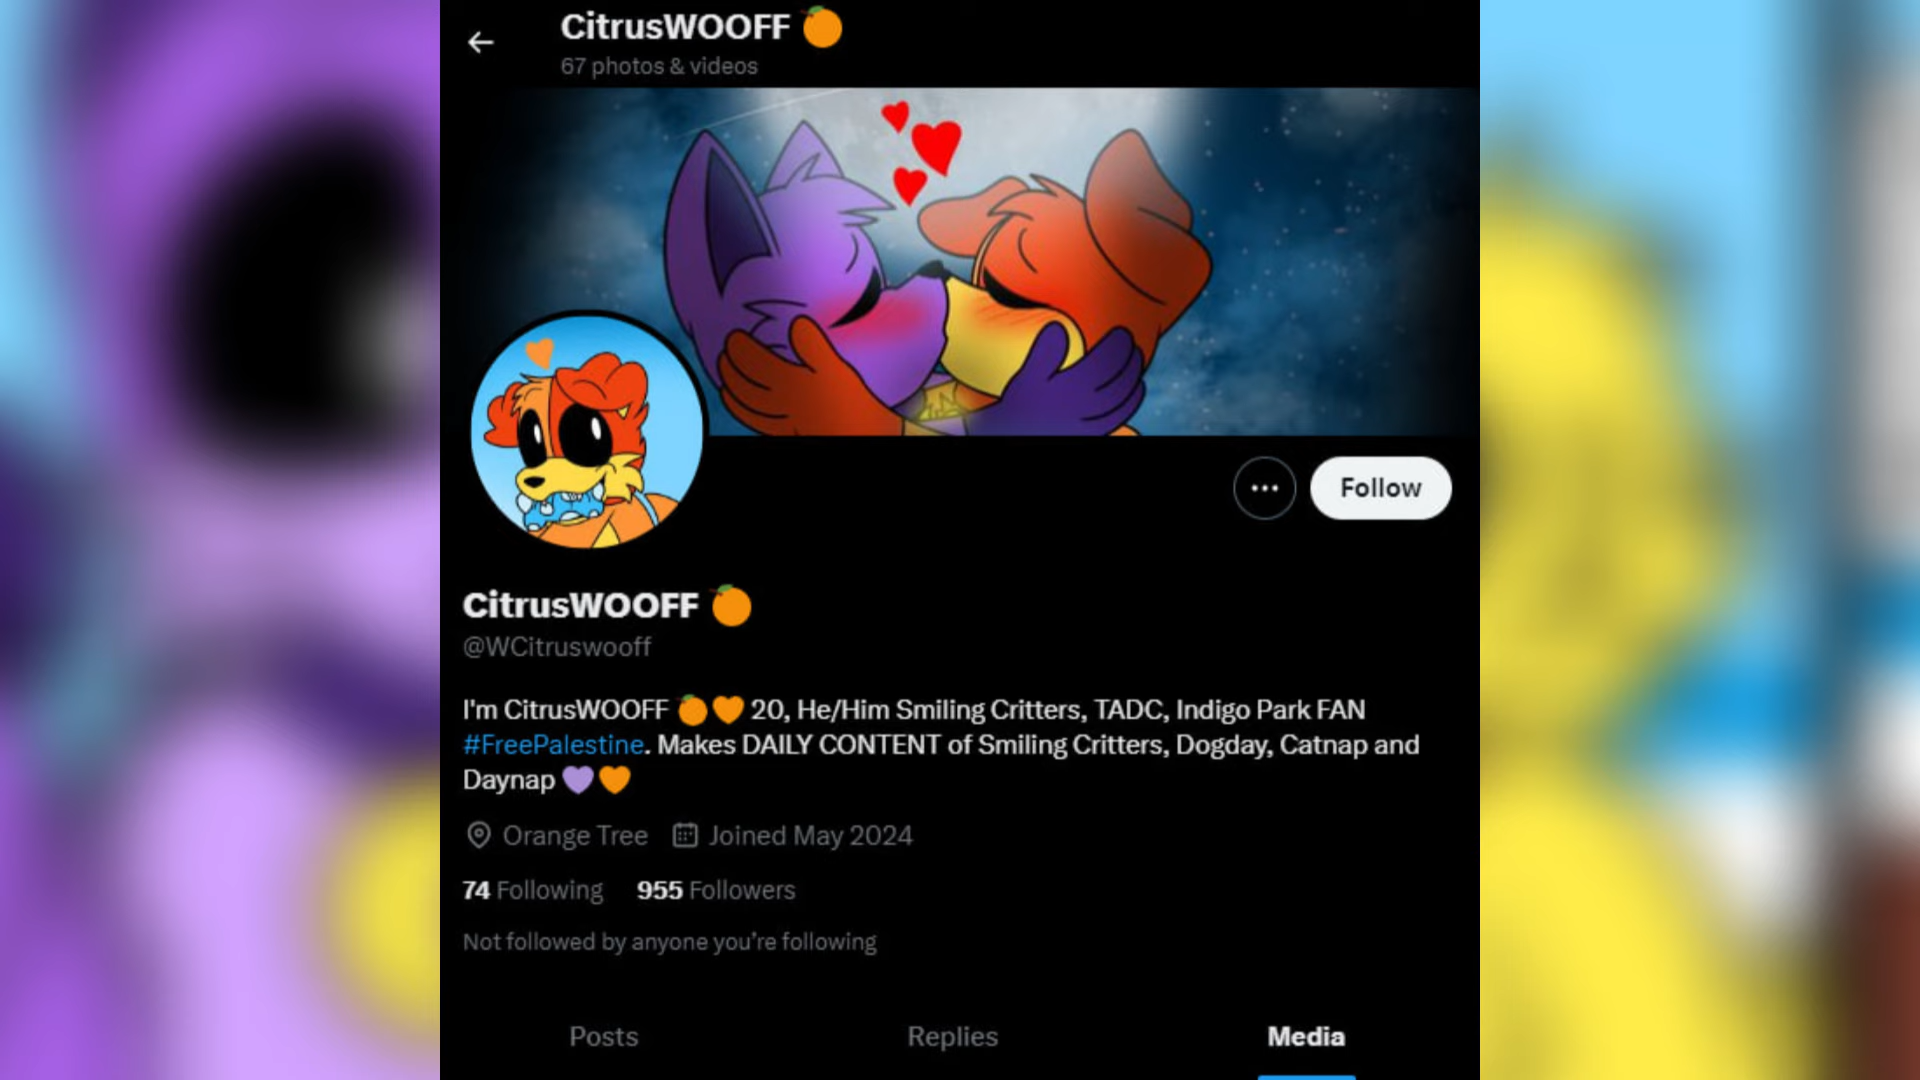 CitrusWOOFF 🍊
67 photos & videos
Follow
CitrusWOOFF 🍊
@WCitruswooff
I'm CitrusWOOFF 🍊🧡 20, He/Him Smiling Critters, TADC, Indigo Park FAN
#FreePalestine. Makes DAILY CONTENT of Smiling Critters, Dogday, Catnap and
Daynap 💜🧡
Orange Tree Joined May 2024
74 Following 955 Followers
Not followed by anyone you’re following
Posts Replies Media